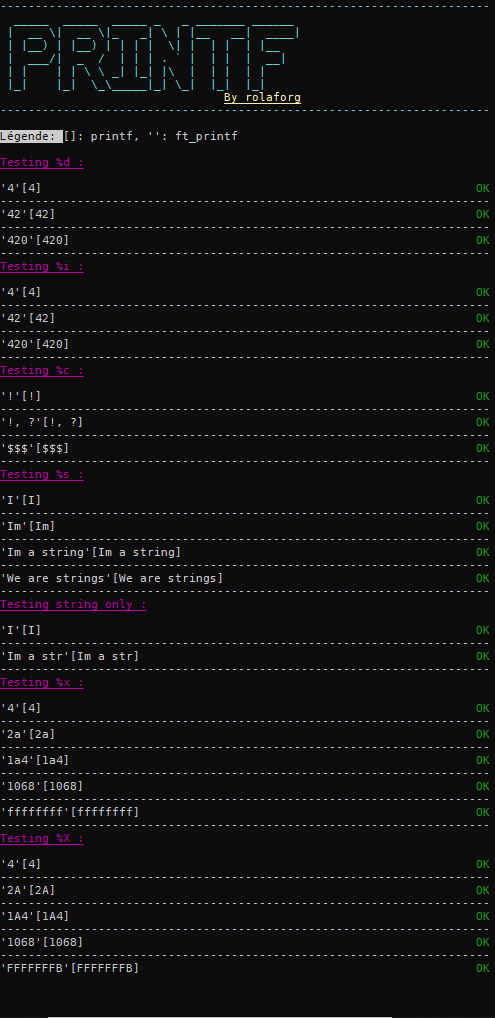 PRINTF
By rolaforg
Légende: []: printf, '': ft_printf
Testing %d :
'4'[4] OK
'42'[42] OK
'420'[420] OK
Testing %i :
'4'[4] OK
'42'[42] OK
'420'[420] OK
Testing %c :
'!'[!] OK
'!, ?'[!, ?] OK
'$$$'[$$$] OK
Testing %s :
'I'[I] OK
'Im'[Im] OK
'Im a string'[Im a string] OK
'We are strings'[We are strings] OK
Testing string only :
'I'[I] OK
'Im a str'[Im a str] OK
Testing %x :
'4'[4] OK
'2a'[2a] OK
'1a4'[1a4] OK
'1068'[1068] OK
'ffffffff'[ffffffff] OK
Testing %X :
'4'[4] OK
'2A'[2A] OK
'1A4'[1A4] OK
'1068'[1068] OK
'FFFFFFFB'[FFFFFFFB] OK